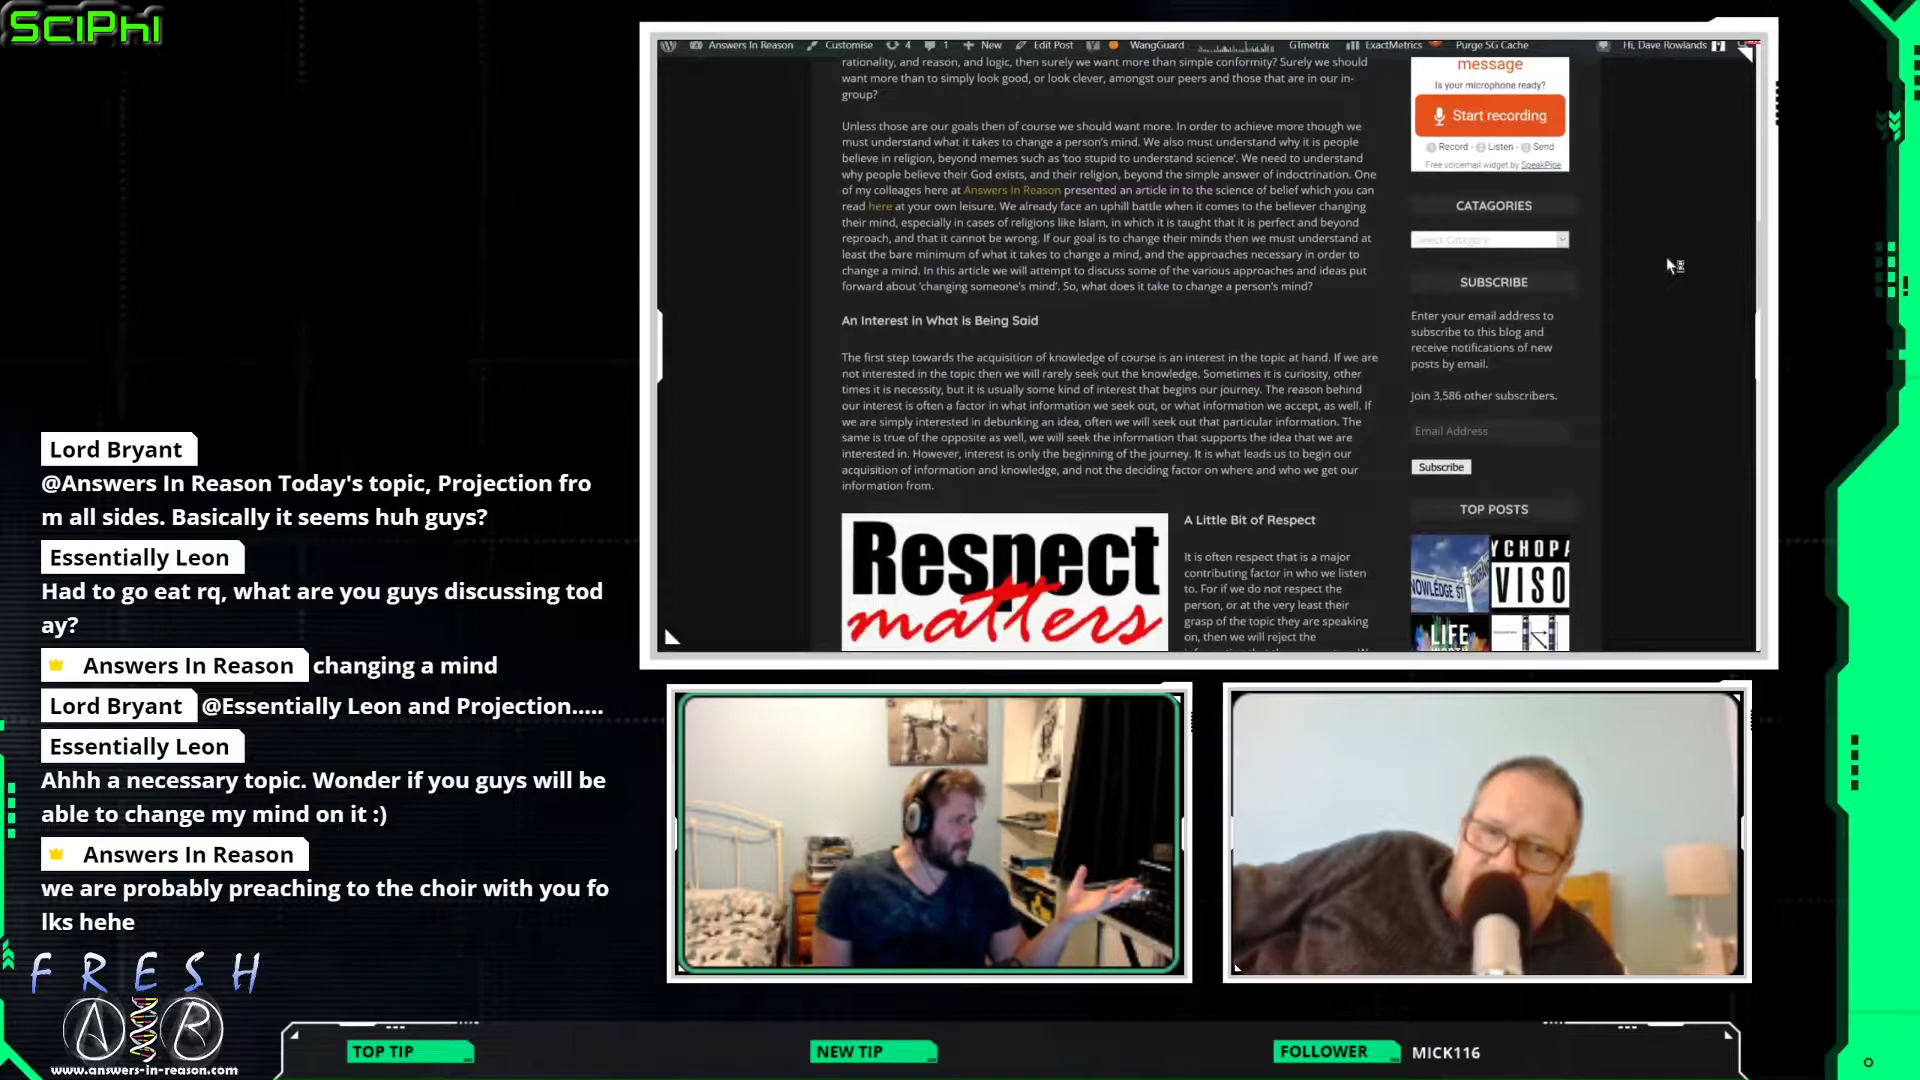 SCIPHI
Answers In Reason Customise 4 1 New Edit Post WangGuard GTmetrix ExactMetrics Purge SG Cache Hi, Dave Rowlands
rationality, and reason, and logic, then surely we want more than simple conformity? Surely we should
want more than to simply look good, or look clever, amongst our peers and those that are in our in-
group?
Unless those are our goals then of course we should want more. In order to achieve more though we
must understand what it takes to change a person's mind. We also must understand why it is people
believe in religion, beyond memes such as 'too stupid to understand science'. We need to understand
why people believe their God exists, and their religion, beyond the simple answer of indoctrination. One
of my colleages here at Answers In Reason presented an article in to the science of belief which you can
read here at your own leisure. We already face an uphill battle when it comes to the believer changing
their mind, especially in cases of religions like Islam, in which it is taught that it is perfect and beyond
reproach, and that it cannot be wrong. If our goal is to change their minds then we must understand at
least the bare minimum of what it takes to change a mind, and the approaches necessary in order to
change a mind. In this article we will attempt to discuss some of the various approaches and ideas put
forward about 'changing someone's mind'. So, what does it take to change a person's mind?
An Interest in What is Being Said
The first step towards the acquisition of knowledge of course is an interest in the topic at hand. If we are
not interested in the topic then we will rarely seek out the knowledge. Sometimes it is curiosity, other
times it is necessity, but it is usually some kind of interest that begins our journey. The reason behind
our interest is often a factor in what information we seek out, or what information we accept, as well. If
we are simply interested in debunking an idea, often we will seek out that particular information. The
same is true of the opposite as well, we will seek the information that supports the idea that we are
interested in. However, interest is only the beginning of the journey. It is what leads us to begin our
acquisition of information and knowledge, and not the deciding factor on where and who we get our
information from.
Respect
matters
A Little Bit of Respect
It is often respect that is a major
contributing factor in who we listen
to. For if we do not respect the
person, or at the very least their
grasp of the topic they are speaking
on, then we will reject the
message
Is your microphone ready?
Start recording
Record - Listen - Send
Free voicemail widget by SpeakPipe
CATAGORIES
Select Category
SUBSCRIBE
Enter your email address to
subscribe to this blog and
receive notifications of new
posts by email.
Join 3,586 other subscribers.
Email Address
Subscribe
TOP POSTS
NOWLEDGE ST
YCHOPA
VISO
LIFE
Lord Bryant
@Answers In Reason Today's topic, Projection fro
m all sides. Basically it seems huh guys?
Essentially Leon
Had to go eat rq, what are you guys discussing tod
ay?
Answers In Reason changing a mind
Lord Bryant @Essentially Leon and Projection.....
Essentially Leon
Ahhh a necessary topic. Wonder if you guys will be
able to change my mind on it :)
Answers In Reason
we are probably preaching to the choir with you fo
lks hehe
FRESH
A R
www.answers-in-reason.com
TOP TIP
NEW TIP
FOLLOWER MICK116